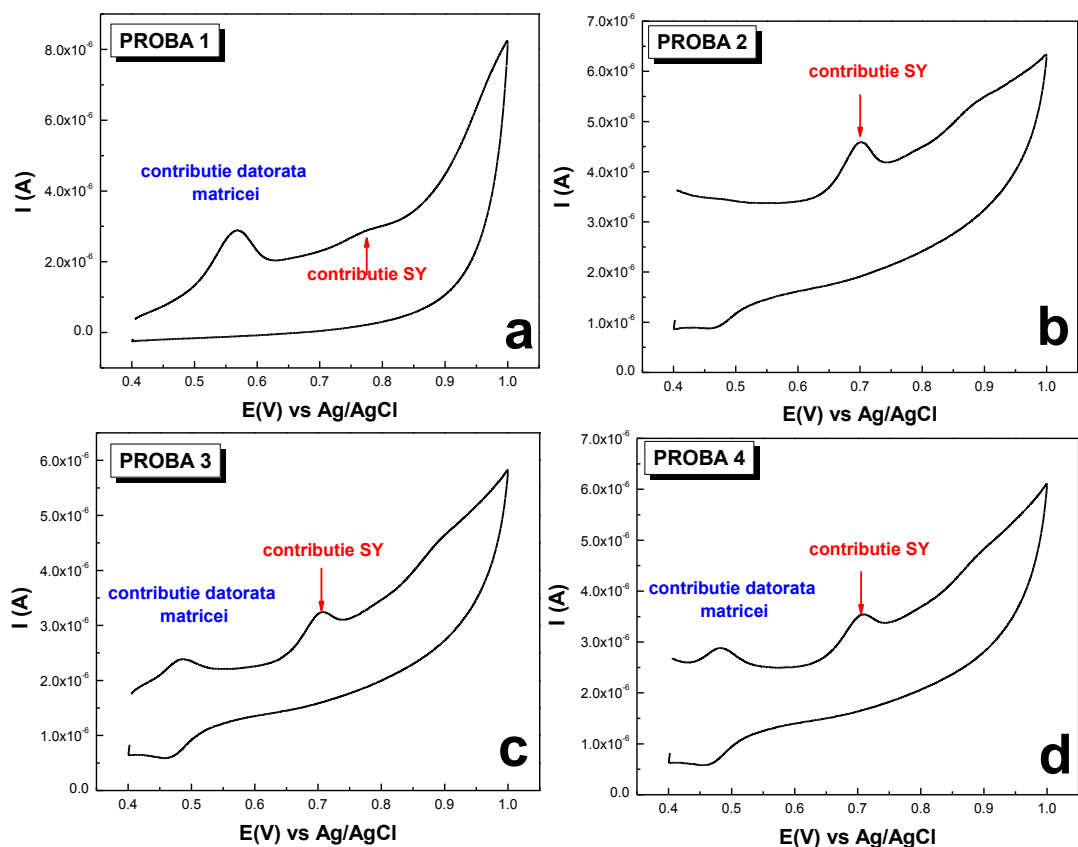 PROBA 1
8.0x10-6
6.0x10-6
4.0x10-6
2.0x10-6
0.0
I (A)
contributie datorata
matricei
contributie SY
a
0.4 0.5 0.6 0.7 0.8 0.9 1.0
E(V) vs Ag/AgCl
7.0x10-6
PROBA 2
6.0x10-6
5.0x10-6
4.0x10-6
3.0x10-6
2.0x10-6
1.0x10-6
0.0
I (A)
contributie SY
b
0.4 0.5 0.6 0.7 0.8 0.9 1.0
E(V) vs Ag/AgCl
PROBA 3
6.0x10-6
5.0x10-6
4.0x10-6
3.0x10-6
2.0x10-6
1.0x10-6
0.0
I (A)
contributie SY
contributie datorata
matricei
c
0.4 0.5 0.6 0.7 0.8 0.9 1.0
E(V) vs Ag/AgCl
7.0x10-6
PROBA 4
6.0x10-6
5.0x10-6
4.0x10-6
3.0x10-6
2.0x10-6
1.0x10-6
0.0
I (A)
contributie SY
contributie datorata
matricei
d
0.4 0.5 0.6 0.7 0.8 0.9 1.0
E(V) vs Ag/AgCl